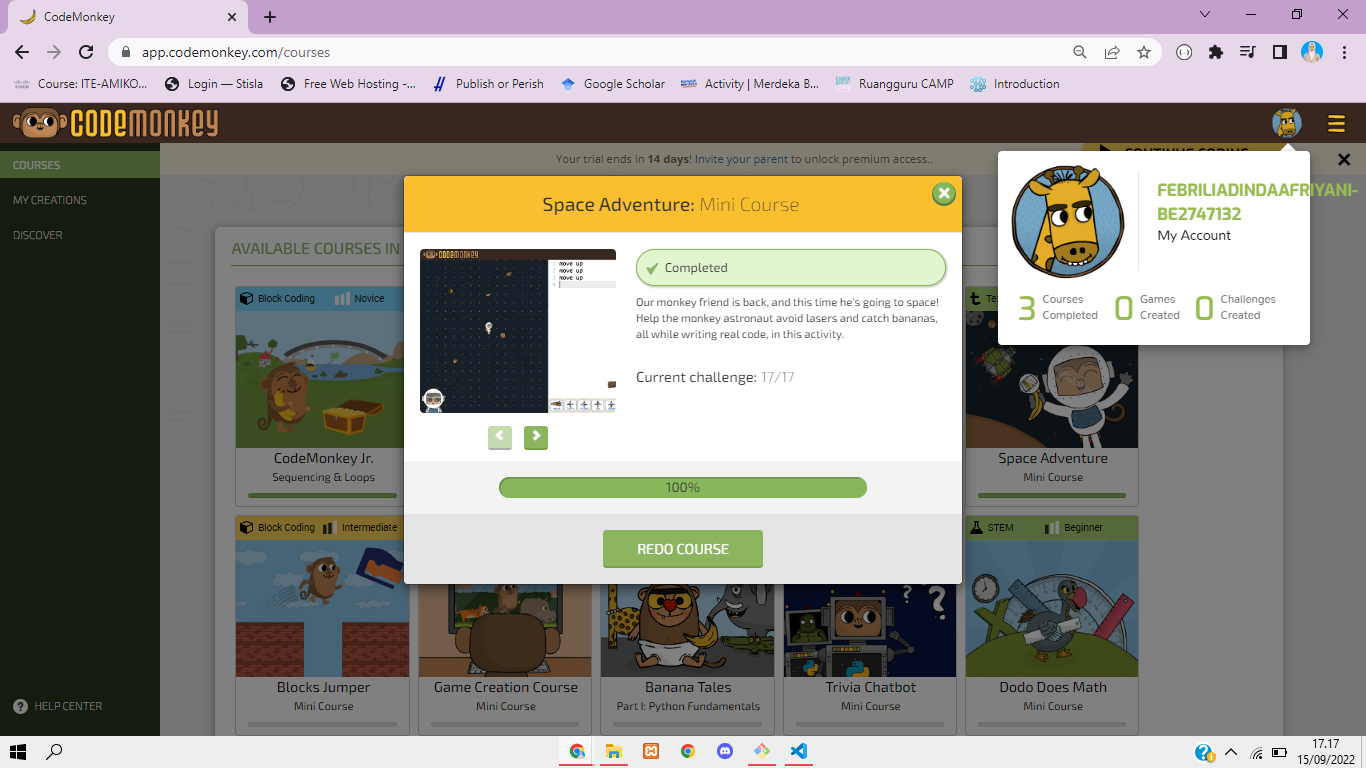 CodeMonkey
app.codemonkey.com/courses
Course: ITE-AMIKO...
Login — Stisla
Free Web Hosting -...
Publish or Perish
Google Scholar
Activity | Merdeka B...
Ruangguru CAMP
Introduction
CODEMONKEY
COURSES
MY CREATIONS
DISCOVER
HELP CENTER
Your trial ends in 14 days! Invite your parent to unlock premium access..
FEBRILIADINDAAFRIYANI-
BE2747132
My Account
3 Courses Completed
0 Games Created
0 Challenges Created
AVAILABLE COURSES IN
Space Adventure: Mini Course
CODEMONKEY
1 move up
2 move up
3 move up
4
Completed
Our monkey friend is back, and this time he's going to space!
Help the monkey astronaut avoid lasers and catch bananas,
all while writing real code, in this activity.
Current challenge: 17/17
100%
REDO COURSE
Block Coding Novice
CodeMonkey Jr.
Sequencing & Loops
Space Adventure
Mini Course
Block Coding Intermediate
STEM Beginner
Blocks Jumper
Mini Course
Game Creation Course
Mini Course
Banana Tales
Part I: Python Fundamentals
Trivia Chatbot
Mini Course
Dodo Does Math
Mini Course
17.17
15/09/2022